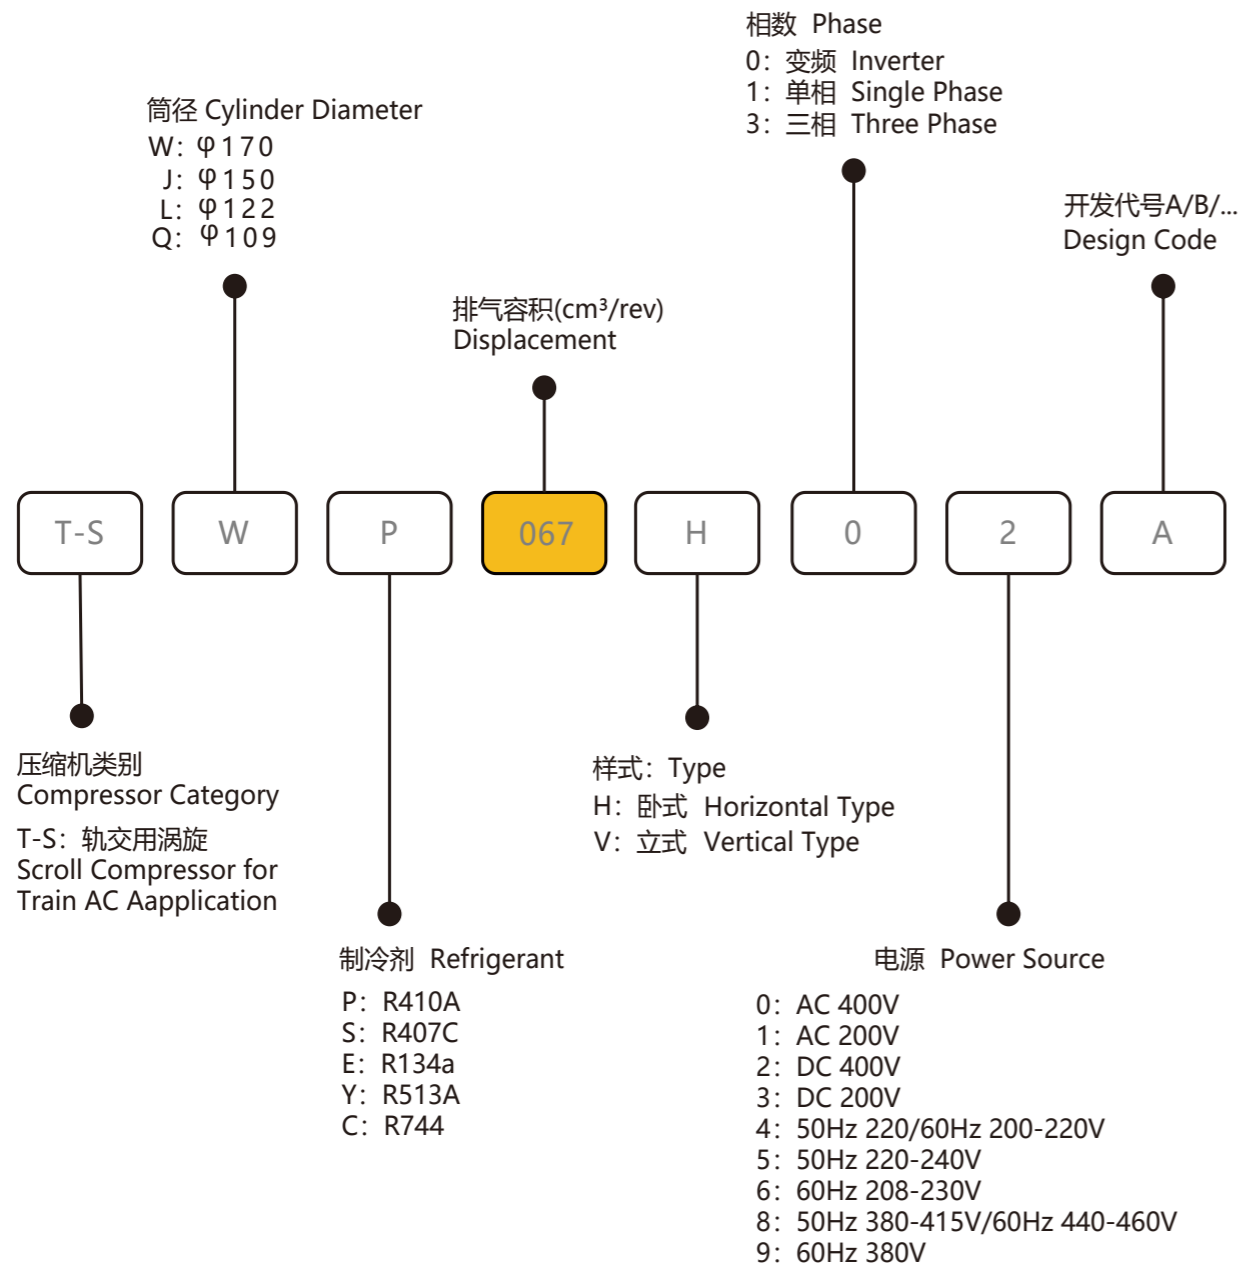 相数 Phase
0：变频 Inverter
1：单相 Single Phase
3：三相 Three Phase
筒径 Cylinder Diameter
W：φ170
J：φ150
L：φ122
Q：φ109
开发代号A/B/...
Design Code
排气容积(cm³/rev)
Displacement
T-S W P 067 H 0 2 A
压缩机类别
Compressor Category
T-S：轨交用涡旋
Scroll Compressor for
Train AC Aapplication
样式：Type
H：卧式 Horizontal Type
V：立式 Vertical Type
制冷剂 Refrigerant
P：R410A
S：R407C
E：R134a
Y：R513A
C：R744
电源 Power Source
0：AC 400V
1：AC 200V
2：DC 400V
3：DC 200V
4：50Hz 220/60Hz 200-220V
5：50Hz 220-240V
6：60Hz 208-230V
8：50Hz 380-415V/60Hz 440-460V
9：60Hz 380V